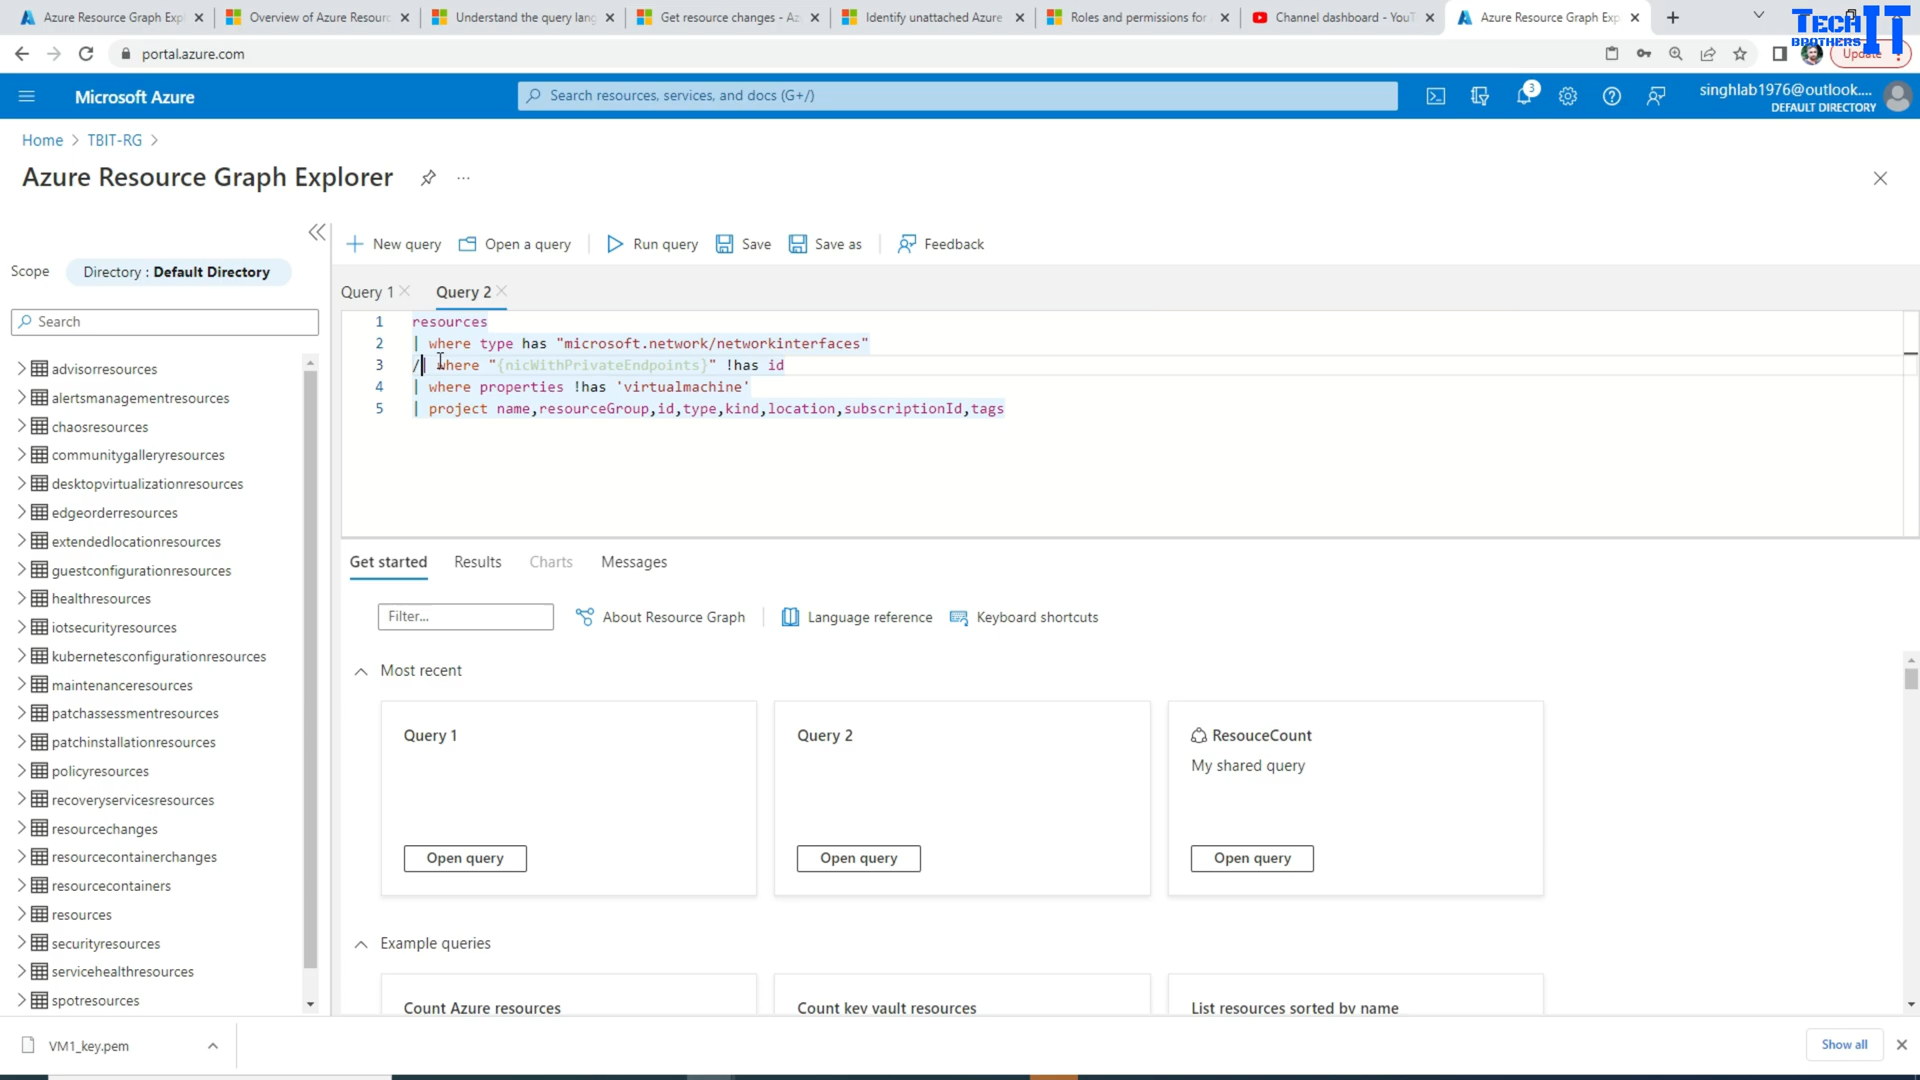 Azure Resource Graph Expl
Overview of Azure Resourc
Understand the query lang
Get resource changes - Az
Identify unattached Azure
Roles and permissions for
Channel dashboard - YouT
Azure Resource Graph Exp
TECH IT
BROTHERS
portal.azure.com
Update
Microsoft Azure
Search resources, services, and docs (G+/)
3
singhlab1976@outlook....
DEFAULT DIRECTORY
Home > TBIT-RG >
Azure Resource Graph Explorer
...
New query
Open a query
Run query
Save
Save as
Feedback
Scope
Directory : Default Directory
Search
advisorresources
alertsmanagementresources
chaosresources
communitygalleryresources
desktopvirtualizationresources
edgeorderresources
extendedlocationresources
guestconfigurationresources
healthresources
iotsecurityresources
kubernetesconfigurationresources
maintenanceresources
patchassessmentresources
patchinstallationresources
policyresources
recoveryservicesresources
resourcechanges
resourcecontainerchanges
resourcecontainers
resources
securityresources
servicehealthresources
spotresources
Query 1
Query 2
1 resources
2 | where type has "microsoft.network/networkinterfaces"
3 /| where "{nicWithPrivateEndpoints}" !has id
4 | where properties !has 'virtualmachine'
5 | project name,resourceGroup,id,type,kind,location,subscriptionId,tags
Get started
Results
Charts
Messages
Filter...
About Resource Graph
Language reference
Keyboard shortcuts
Most recent
Query 1
Open query
Query 2
Open query
ResouceCount
My shared query
Open query
Example queries
Count Azure resources
Count key vault resources
List resources sorted by name
VM1_key.pem
Show all